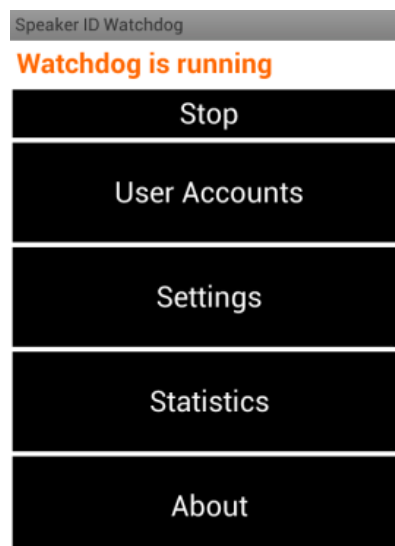 Speaker ID Watchdog
Watchdog is running
Stop
User Accounts
Settings
Statistics
About